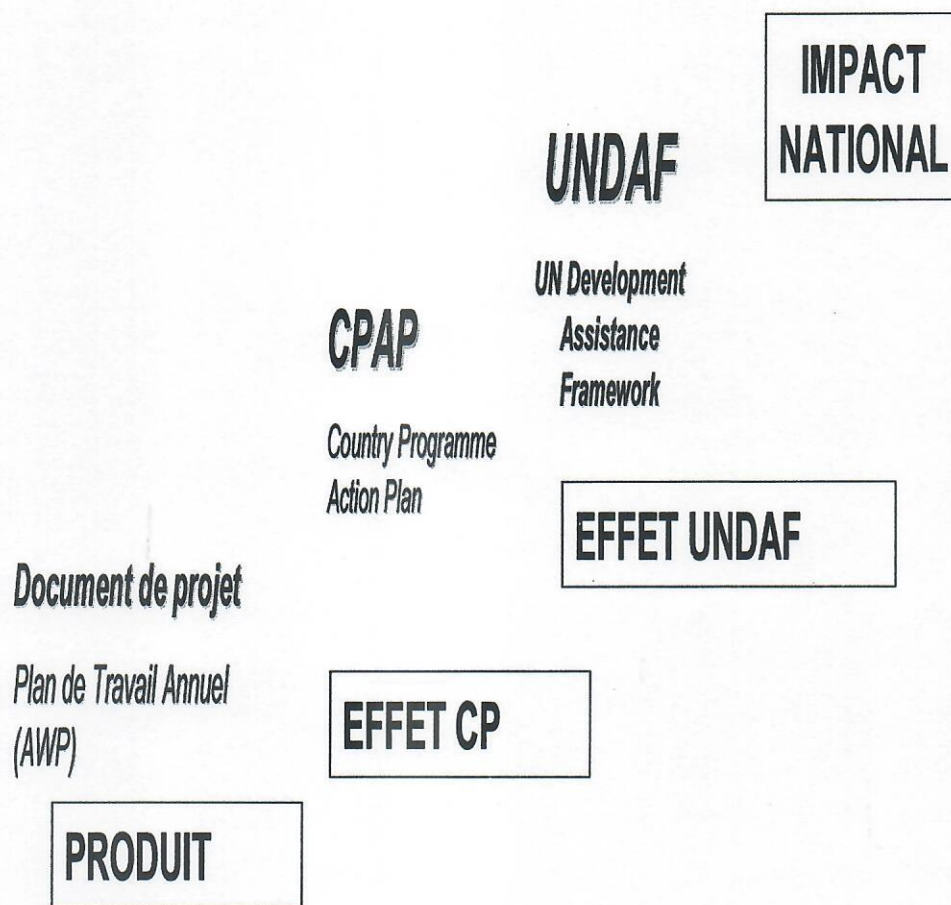 IMPACT
NATIONAL
UNDAF
UN Development
Assistance
Framework
CPAP
Country Programme
Action Plan
EFFET UNDAF
Document de projet
Plan de Travail Annuel
(AWP)
EFFET CP
PRODUIT